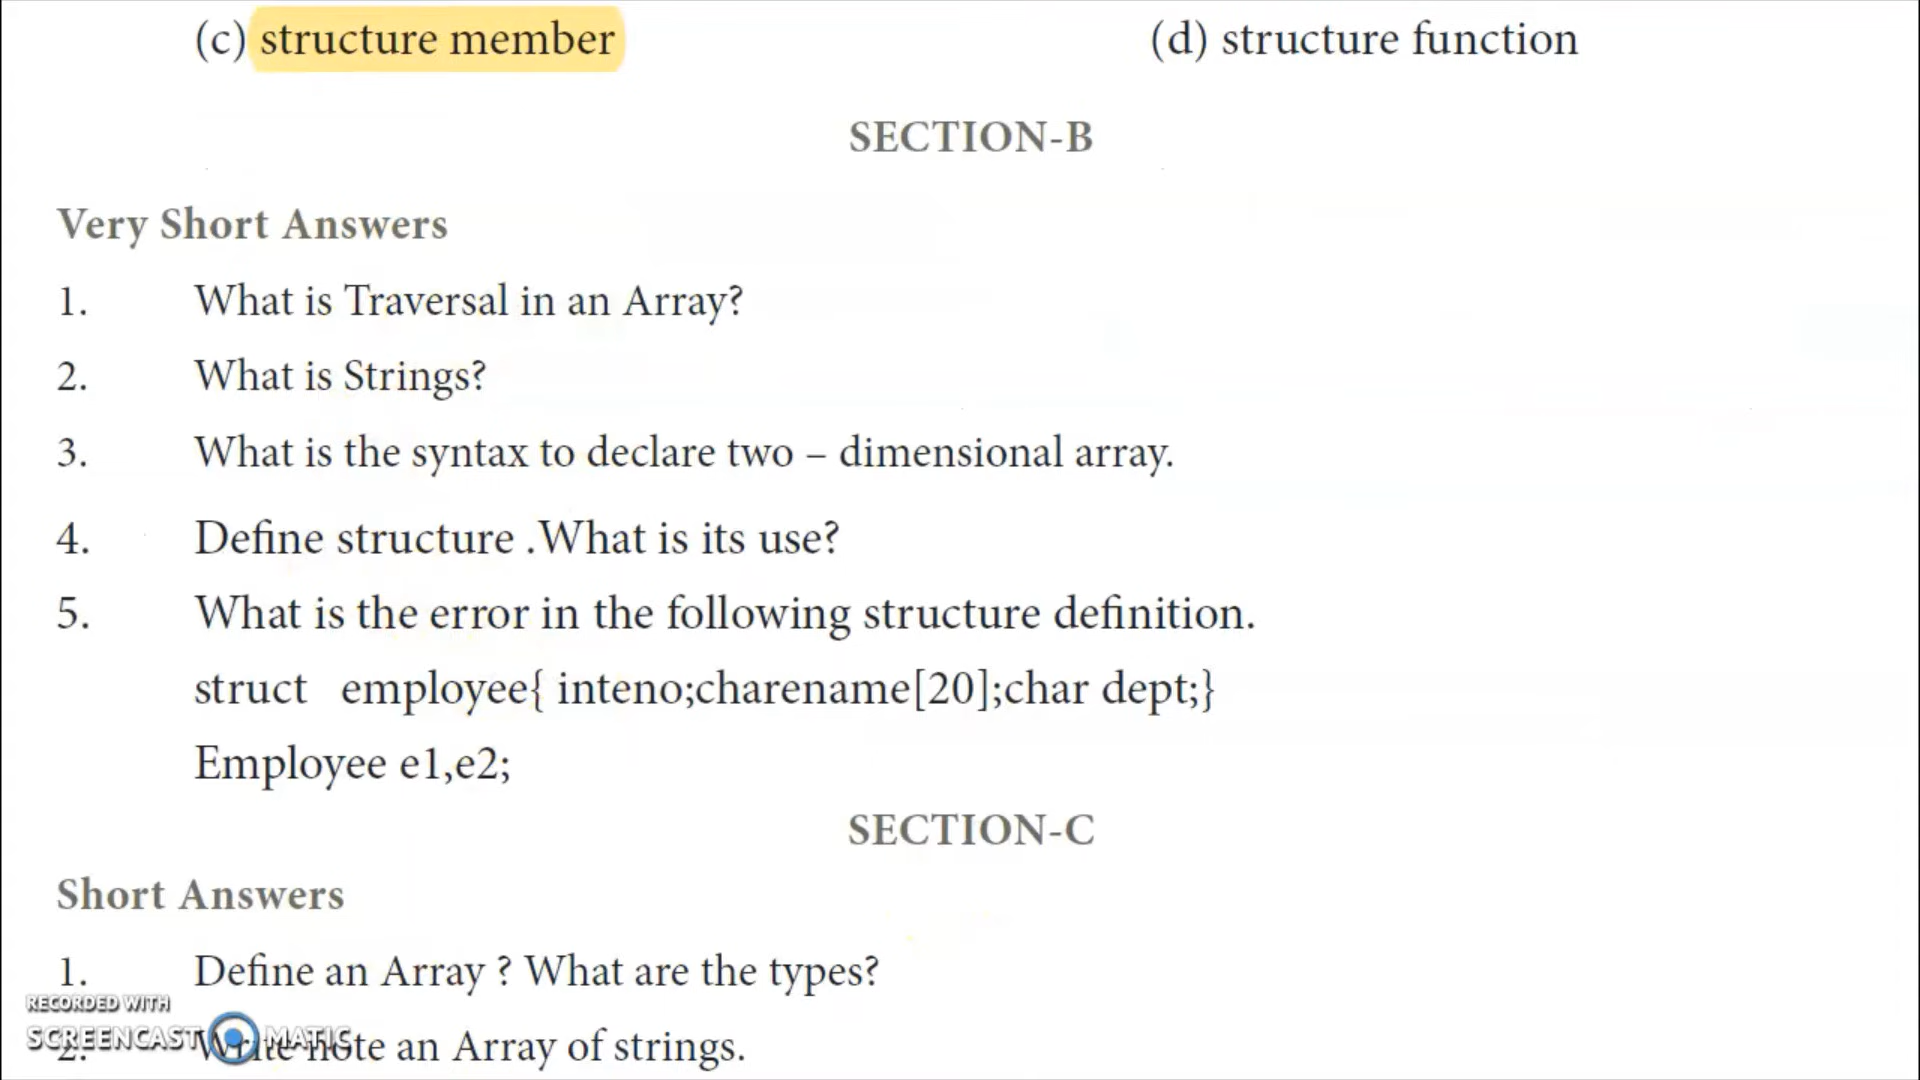 (c) structure member (d) structure function
SECTION-B
Very Short Answers
1. What is Traversal in an Array?
2. What is Strings?
3. What is the syntax to declare two – dimensional array.
4. Define structure .What is its use?
5. What is the error in the following structure definition.
struct employee{ inteno;charename[20];char dept;}
Employee e1,e2;
SECTION-C
Short Answers
1. Define an Array ? What are the types?
RECORDED WITH
SCREENCAST MATIC
2. Write note an Array of strings.